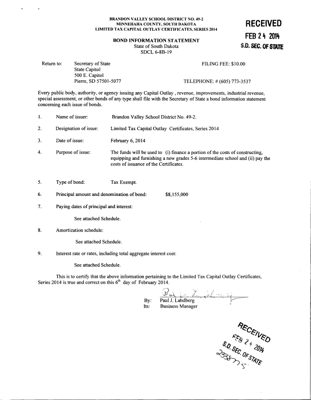 BRANDON VALLEY SCHOOL DISTRICT NO. 49-2
MINNEHAHA COUNTY, SOUTH DAKOTA
LIMITED TAX CAPITAL OUTLAY CERTIFICATES, SERIES 2014
RECEIVED
FEB 24 2014
S.D. SEC. OF STATE
BOND INFORMATION STATEMENT
State of South Dakota
SDCL 6-8B-19
Return to: Secretary of State FILING FEE: $10.00
State Capitol
500 E. Capitol
Pierre, SD 57501-5077 TELEPHONE: # (605) 773-3537
Every public body, authority, or agency issuing any Capital Outlay , revenue, improvements, industrial revenue,
special assessment, or other bonds of any type shall file with the Secretary of State a bond information statement
concerning each issue of bonds.
1. Name of issuer: Brandon Valley School District No. 49-2.
2. Designation of issue: Limited Tax Capital Outlay Certificates, Series 2014
3. Date of issue: February 6, 2014
4. Purpose of issue: The funds will be used to (i) finance a portion of the costs of constructing,
equipping and furnishing a new grades 5-6 intermediate school and (ii) pay the
costs of issuance of the Certificates.
5. Type of bond: Tax Exempt.
6. Principal amount and denomination of bond: $8,155,000
7. Paying dates of principal and interest:
See attached Schedule.
8. Amortization schedule:
See attached Schedule.
9. Interest rate or rates, including total aggregate interest cost:
See attached Schedule.
This is to certify that the above information pertaining to the Limited Tax Capital Outlay Certificates,
Series 2014 is true and correct on this 6th day of February 2014.
By: Paul J. Lundberg
Its: Business Manager
RECEIVED
FEB 24 2014
S.D. SEC. OF STATE